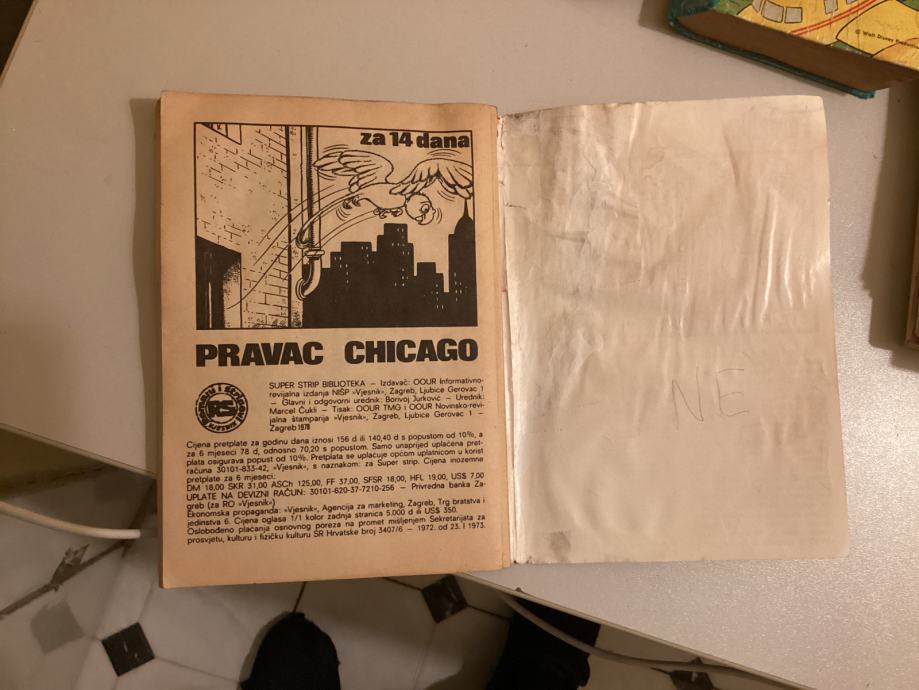 za 14 dana
PRAVAC CHICAGO
SUPER STRIP BIBLIOTEKA — Izdavač: OOUR Informativno-
revijalna izdanja NIŠP »Vjesnik«, Zagreb, Ljubice Gerovac 1
— Glavni i odgovorni urednik: Borivoj Jurković — Urednik:
Marcel Čukli — Tisak: OOUR TMG i OOUR Novinsko-revi-
jalna štamparija »Vjesnik«, Zagreb, Ljubice Gerovac 1 —
Zagreb 1978
Cijena pretplate za godinu dana iznosi 156 d ili 140,40 d s popustom od 10%, a
za 6 mjeseci 78 d, odnosno 70,20 s popustom. Samo unaprijed uplaćena pret-
plata osigurava popust od 10%. Pretplata se uplaćuje općom uplatnicom u korist
računa 30101-833-42, »Vjesnik«, s naznakom: za Super strip. Cijena inozemne
pretplate za 6 mjeseci:
DM 18,00 SKR 31,00 ASCh 125,00, FF 37,00, SFSR 18,00, HFL 19,00, US$ 7,00
UPLATE NA DEVIZNI RAČUN: 30101-620-37-7210-256 — Privredna banka Za-
greb (za RO »Vjesnik«)
Ekonomska propaganda: »Vjesnik«, Agencija za marketing, Zagreb, Trg bratstva i
jedinstva 6. Cijena oglasa 1/1 kolor zadnja stranica 5.000 d ili US$ 350.
Oslobođeno plaćanja osnovnog poreza na promet mišljenjem Sekretarijata za
prosvjetu, kulturu i fizičku kulturu SR Hrvatske broj 3407/6 — 1972. od 23. I 1973.
NE
© Walt Disney Productions